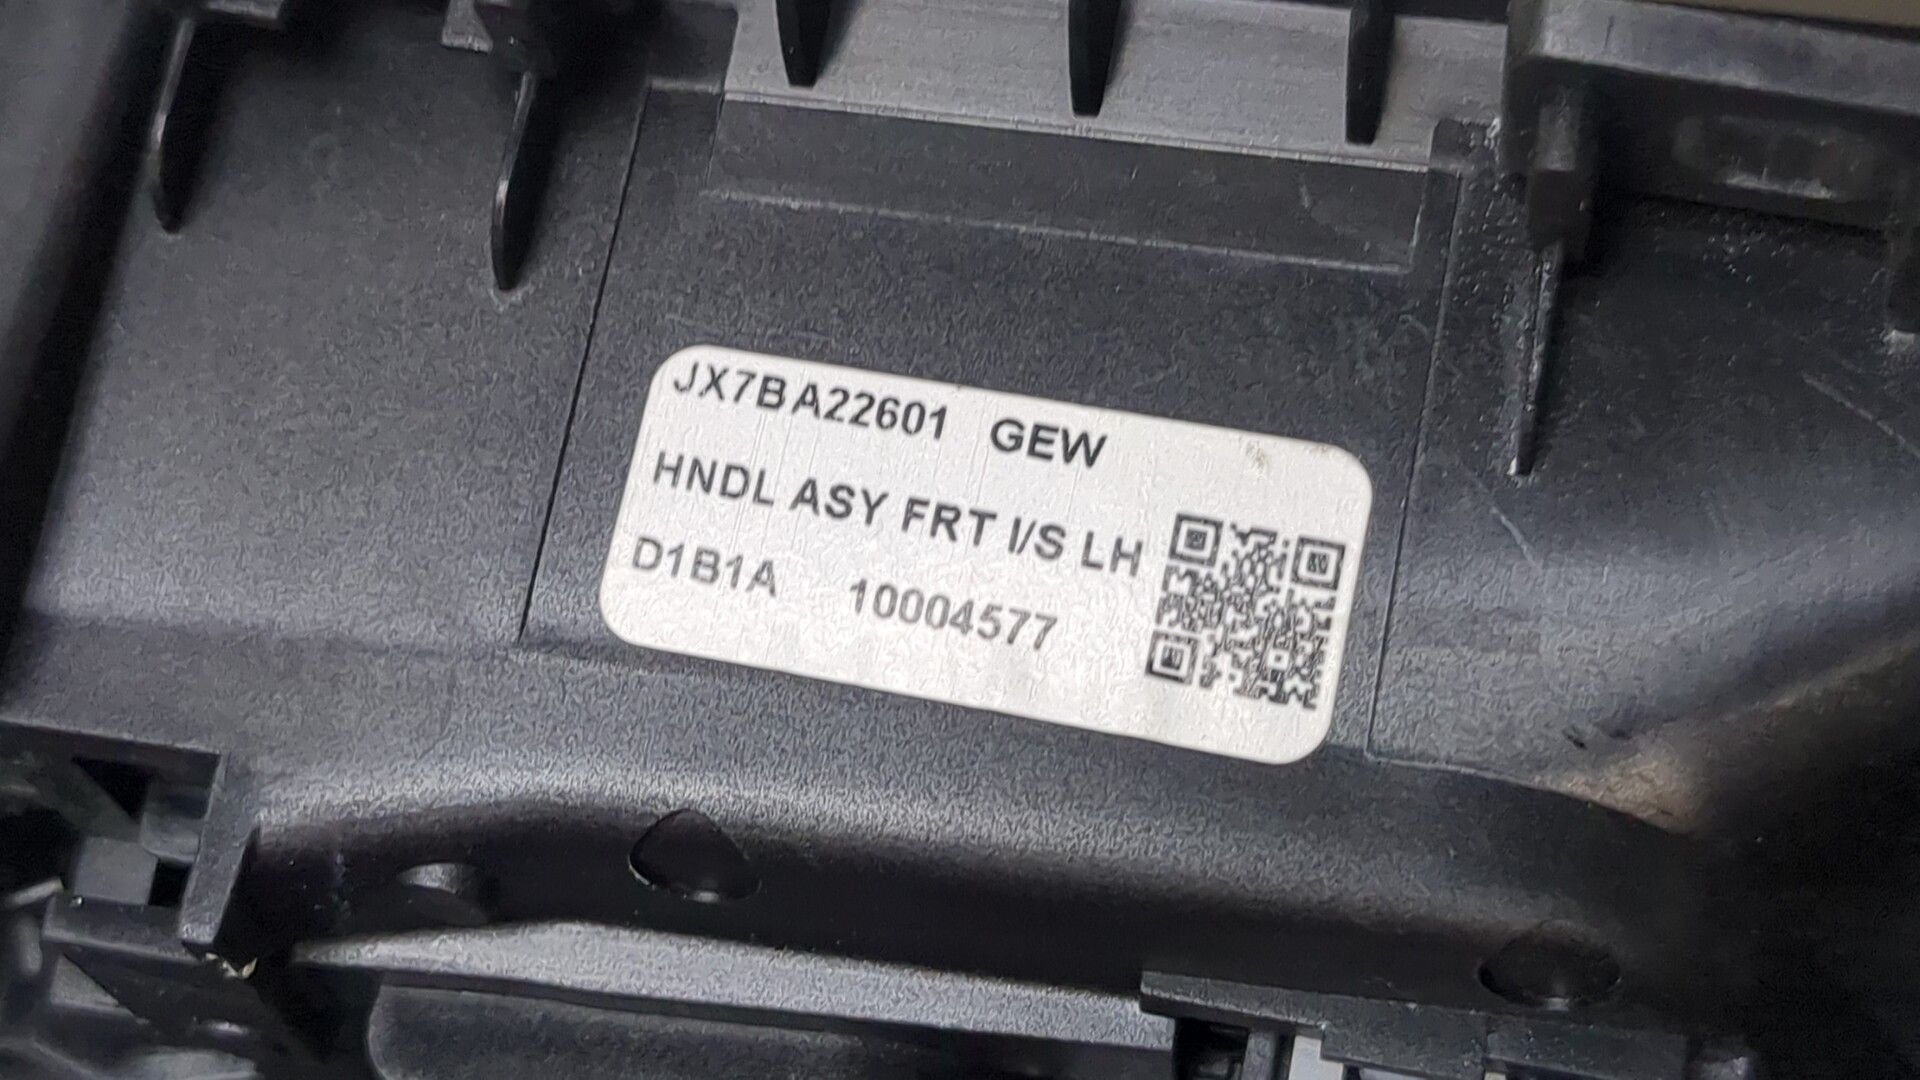 JX7BA22601 GEW
HNDL ASY FRT I/S LH
D1B1A 10004577